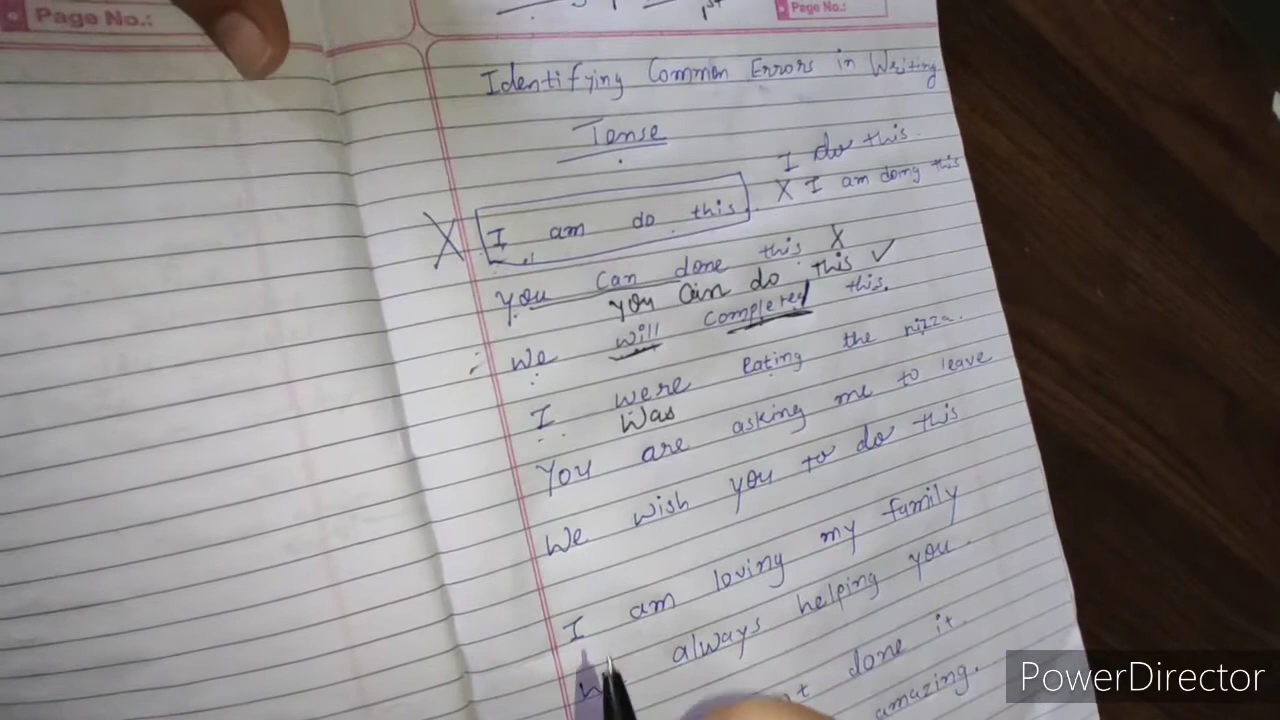 Page No.:
Page No.:
1st
Identifying Common Errors in Writing
Tense
I do this.
X I am doing this
X I am do this.
You can done this X
You can do this ✓
We will completed this.
I were eating the pizza.
was
You are asking me to leave
We wish you to do this
I am loving my family
always helping you.
done it.
amazing.
PowerDirector